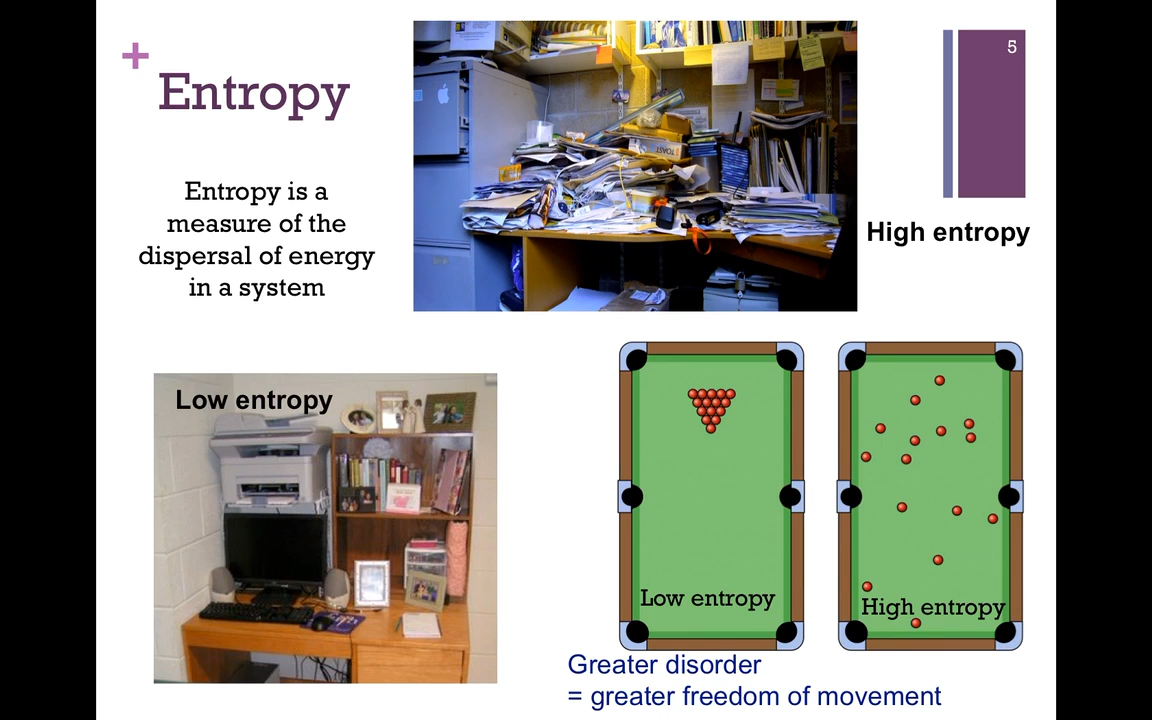 +
Entropy
5
Entropy is a
measure of the
dispersal of energy
in a system
TOAST
High entropy
Low entropy
Low entropy
High entropy
Greater disorder
= greater freedom of movement